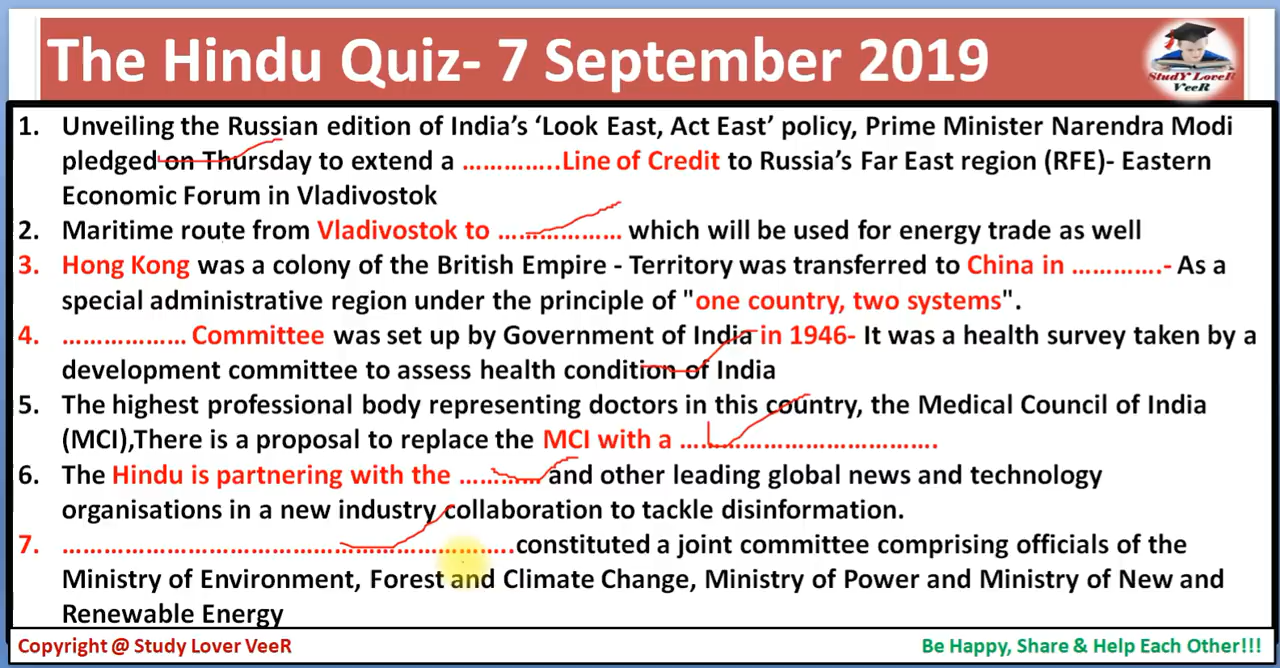 The Hindu Quiz- 7 September 2019
StudY LoveR
VeeR
1. Unveiling the Russian edition of India's 'Look East, Act East' policy, Prime Minister Narendra Modi
pledged on Thursday to extend a …………..Line of Credit to Russia's Far East region (RFE)- Eastern
Economic Forum in Vladivostok
2. Maritime route from Vladivostok to ……………… which will be used for energy trade as well
3. Hong Kong was a colony of the British Empire - Territory was transferred to China in ………….- As a
special administrative region under the principle of "one country, two systems".
4. ……………… Committee was set up by Government of India in 1946- It was a health survey taken by a
development committee to assess health condition of India
5. The highest professional body representing doctors in this country, the Medical Council of India
(MCI),There is a proposal to replace the MCI with a ……………………………….
6. The Hindu is partnering with the ………… and other leading global news and technology
organisations in a new industry collaboration to tackle disinformation.
7. ………………………………………………………..constituted a joint committee comprising officials of the
Ministry of Environment, Forest and Climate Change, Ministry of Power and Ministry of New and
Renewable Energy
Copyright @ Study Lover VeeR
Be Happy, Share & Help Each Other!!!